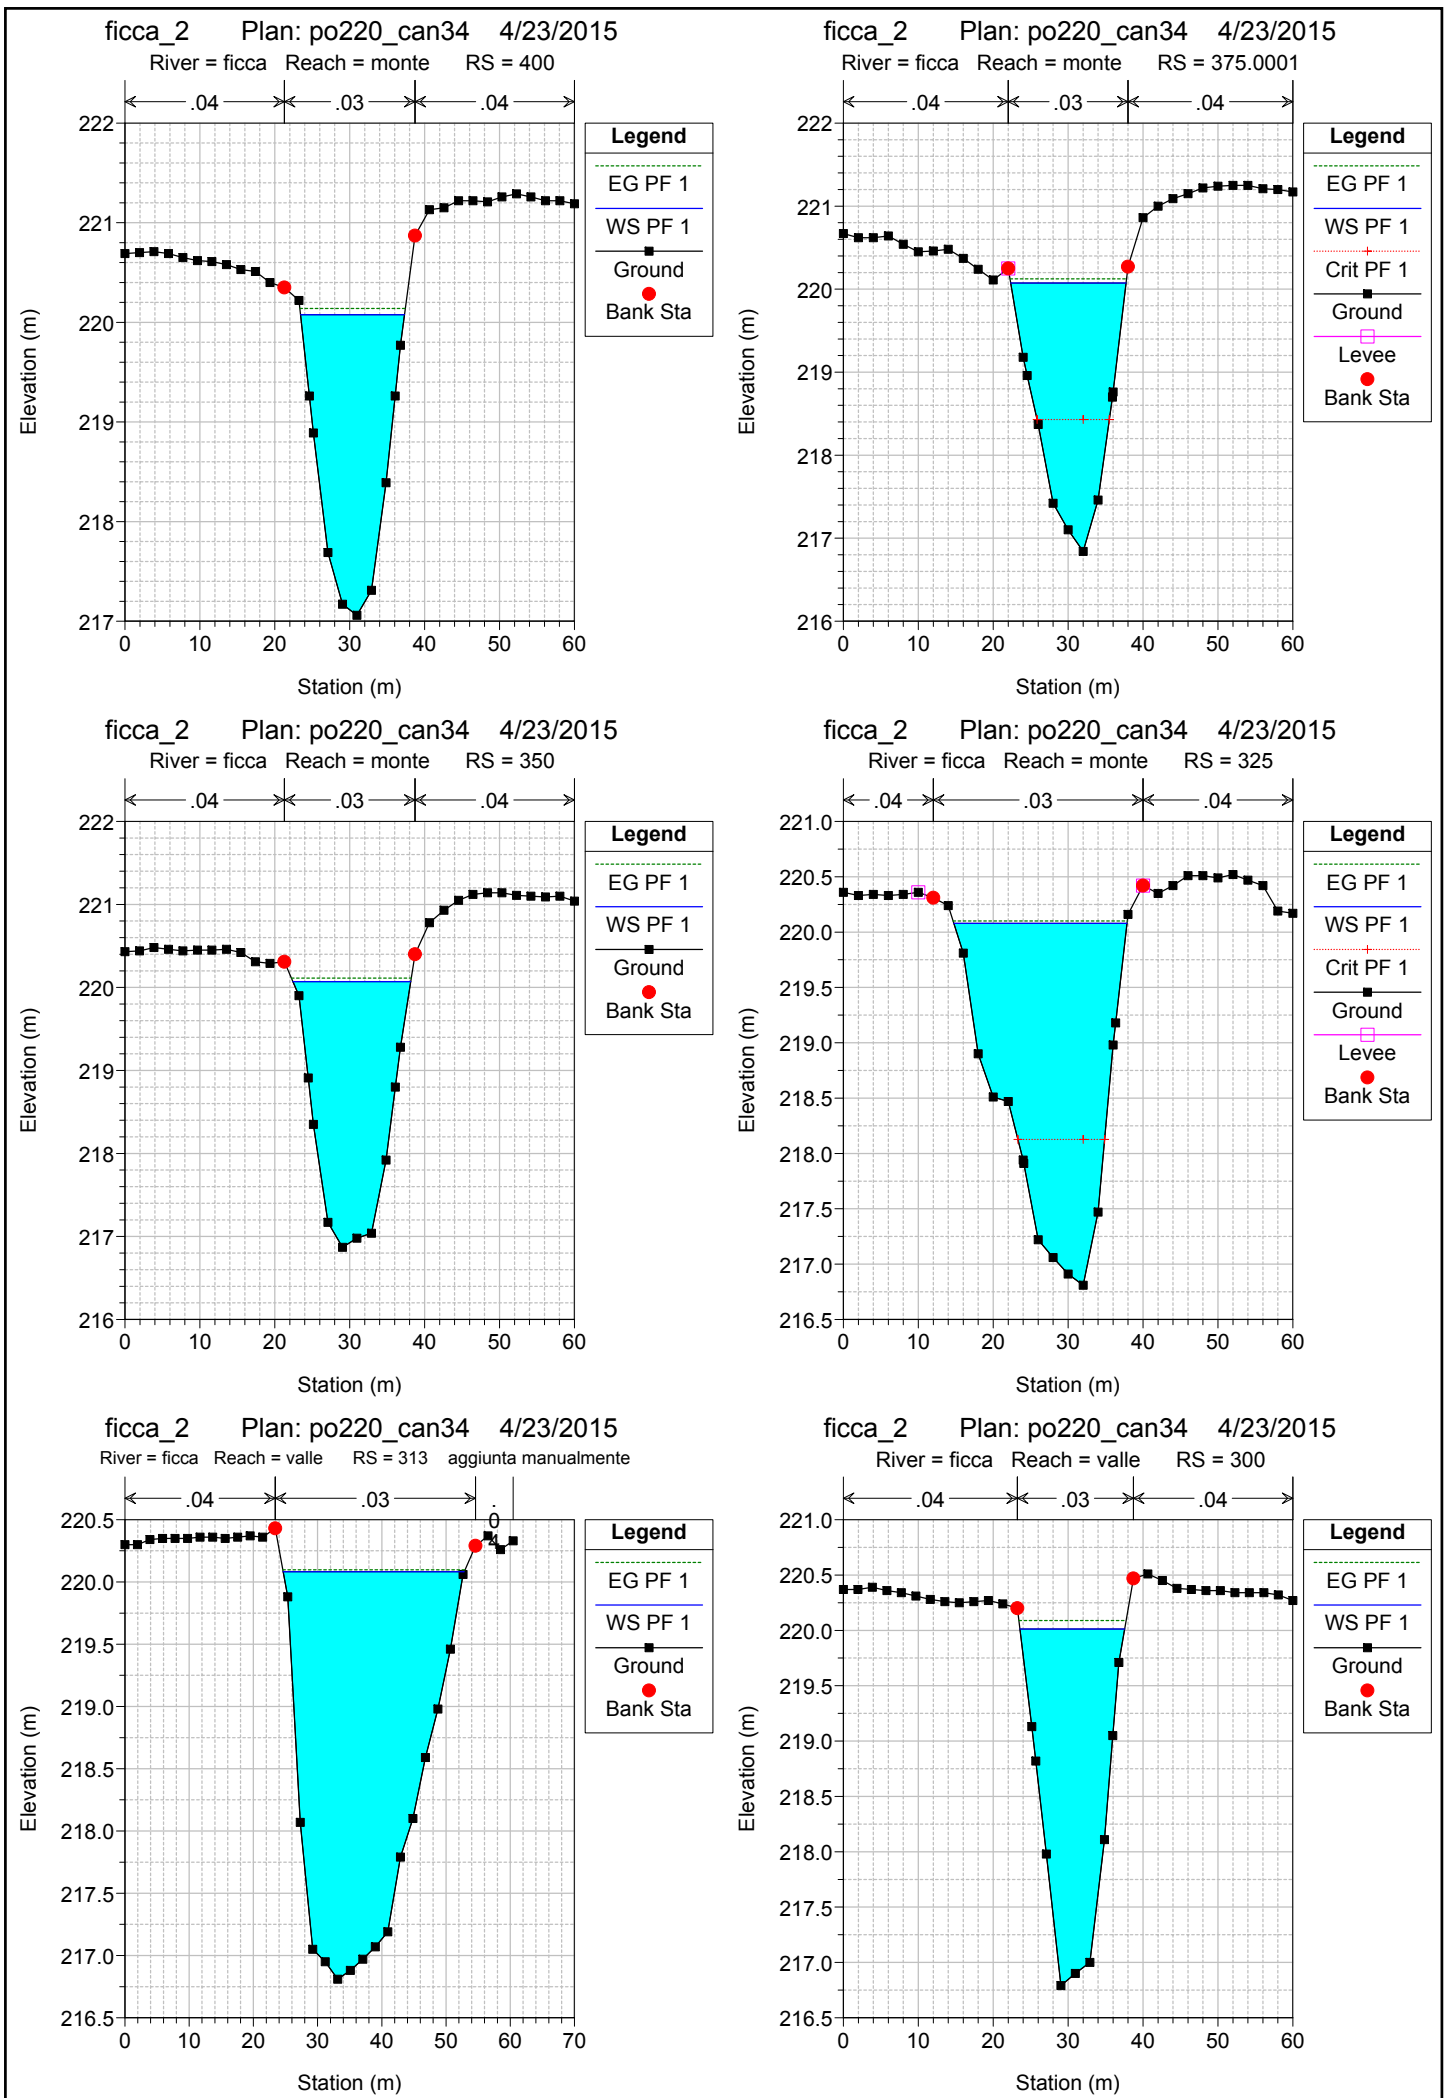 ficca_2 Plan: po220_can34 4/23/2015
River = ficca Reach = monte RS = 400
.04 .03 .04
222
221
220
219
218
217
Elevation (m)
0 10 20 30 40 50 60
Station (m)
Legend
EG PF 1
WS PF 1
Ground
Bank Sta
ficca_2 Plan: po220_can34 4/23/2015
River = ficca Reach = monte RS = 375.0001
.04 .03 .04
222
221
220
219
218
217
216
Elevation (m)
0 10 20 30 40 50 60
Station (m)
Legend
EG PF 1
WS PF 1
Crit PF 1
Ground
Levee
Bank Sta
ficca_2 Plan: po220_can34 4/23/2015
River = ficca Reach = monte RS = 350
.04 .03 .04
222
221
220
219
218
217
216
Elevation (m)
0 10 20 30 40 50 60
Station (m)
Legend
EG PF 1
WS PF 1
Ground
Bank Sta
ficca_2 Plan: po220_can34 4/23/2015
River = ficca Reach = monte RS = 325
.04 .03 .04
221.0
220.5
220.0
219.5
219.0
218.5
218.0
217.5
217.0
216.5
Elevation (m)
0 10 20 30 40 50 60
Station (m)
Legend
EG PF 1
WS PF 1
Crit PF 1
Ground
Levee
Bank Sta
ficca_2 Plan: po220_can34 4/23/2015
River = ficca Reach = valle RS = 313 aggiunta manualmente
.04 .03 .
0
4
220.5
220.0
219.5
219.0
218.5
218.0
217.5
217.0
216.5
Elevation (m)
0 10 20 30 40 50 60 70
Station (m)
Legend
EG PF 1
WS PF 1
Ground
Bank Sta
ficca_2 Plan: po220_can34 4/23/2015
River = ficca Reach = valle RS = 300
.04 .03 .04
221.0
220.5
220.0
219.5
219.0
218.5
218.0
217.5
217.0
216.5
Elevation (m)
0 10 20 30 40 50 60
Station (m)
Legend
EG PF 1
WS PF 1
Ground
Bank Sta